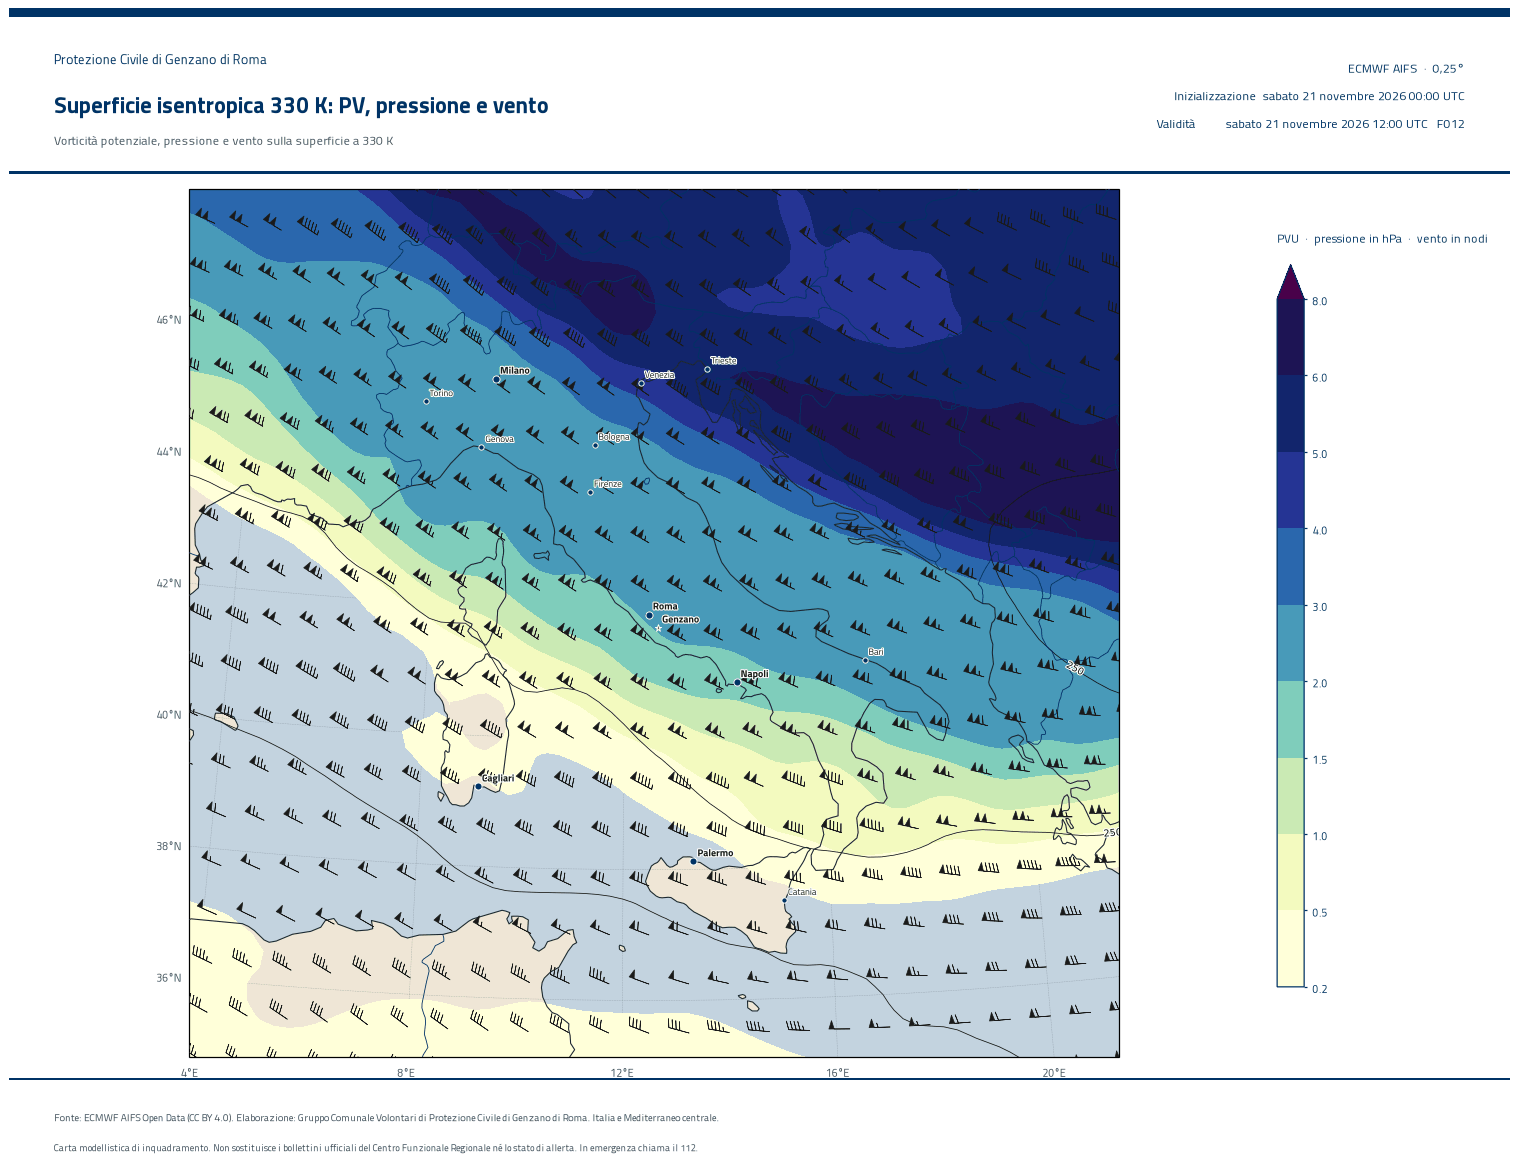 Protezione Civile di Genzano di Roma
Superficie isentropica 330 K: PV, pressione e vento
Vorticità potenziale, pressione e vento sulla superficie a 330 K
ECMWF AIFS · 0,25°
Inizializzazione sabato 21 novembre 2026 00:00 UTC
Validità sabato 21 novembre 2026 12:00 UTC F012
PVU · pressione in hPa · vento in nodi
8.0
6.0
5.0
4.0
3.0
2.0
1.5
1.0
0.5
0.2
46°N
44°N
42°N
40°N
38°N
36°N
4°E
8°E
12°E
16°E
20°E
Trieste
Venezia
Milano
Torino
Genova
Bologna
Firenze
Roma
Genzano
Bari
250
Napoli
Cagliari
250
Palermo
Catania
Fonte: ECMWF AIFS Open Data (CC BY 4.0). Elaborazione: Gruppo Comunale Volontari di Protezione Civile di Genzano di Roma. Italia e Mediterraneo centrale.
Carta modellistica di inquadramento. Non sostituisce i bollettini ufficiali del Centro Funzionale Regionale né lo stato di allerta. In emergenza chiama il 112.